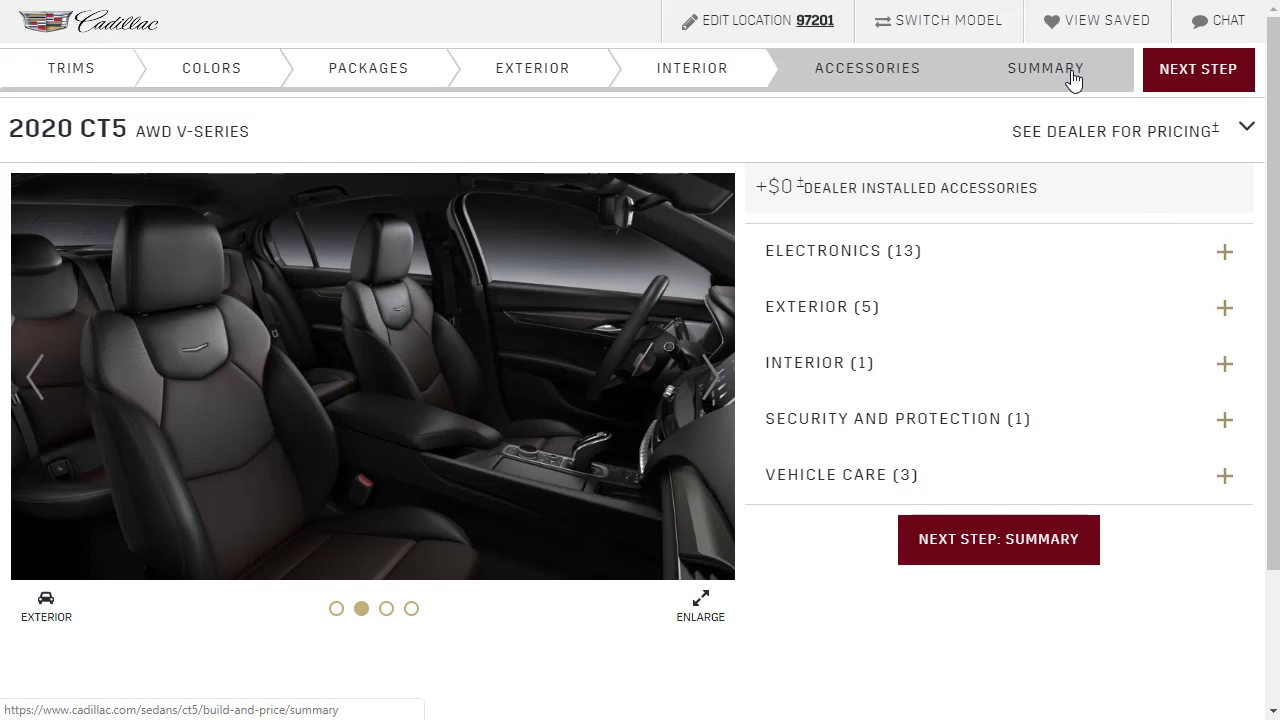 Cadillac
EDIT LOCATION 97201
SWITCH MODEL
VIEW SAVED
CHAT
TRIMS
COLORS
PACKAGES
EXTERIOR
INTERIOR
ACCESSORIES
SUMMARY
NEXT STEP
2020 CT5 AWD V-SERIES
SEE DEALER FOR PRICING±
+$0 ±DEALER INSTALLED ACCESSORIES
ELECTRONICS (13)
EXTERIOR (5)
INTERIOR (1)
SECURITY AND PROTECTION (1)
VEHICLE CARE (3)
NEXT STEP: SUMMARY
EXTERIOR
ENLARGE
https://www.cadillac.com/sedans/ct5/build-and-price/summary